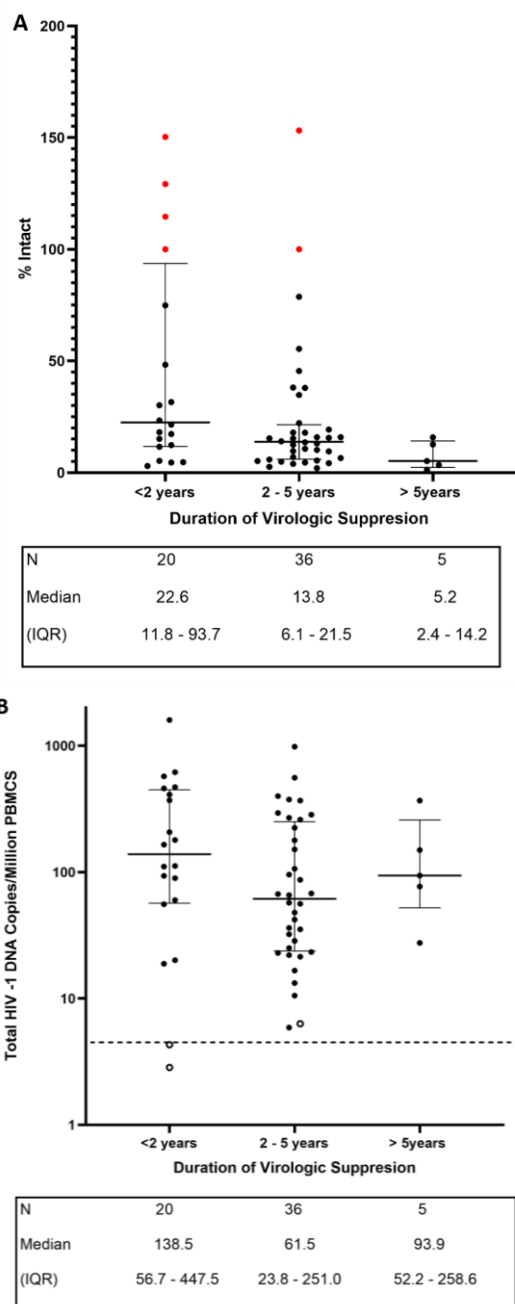 A
200
150
100
50
0
% Intact
<2 years 2 - 5 years > 5years
Duration of Virologic Suppresion
N 20 36 5
Median 22.6 13.8 5.2
(IQR) 11.8 - 93.7 6.1 - 21.5 2.4 - 14.2
B
1000
100
10
1
Total HIV -1 DNA Copies/Million PBMCS
<2 years 2 - 5 years > 5years
Duration of Virologic Suppresion
N 20 36 5
Median 138.5 61.5 93.9
(IQR) 56.7 - 447.5 23.8 - 251.0 52.2 - 258.6